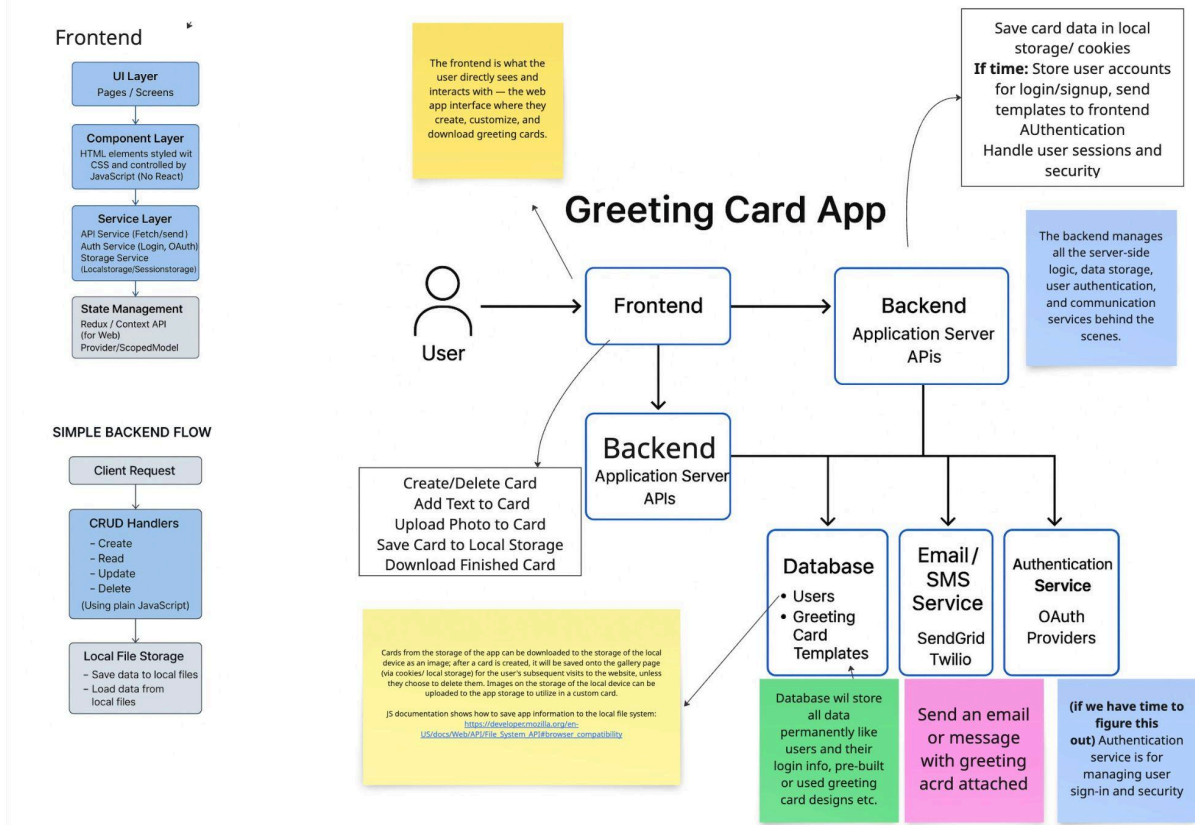 Frontend
UI Layer
Pages / Screens
Component Layer
HTML elements styled wit
CSS and controlled by
JavaScript (No React)
Service Layer
API Service (Fetch/send)
Auth Service (Login, OAuth)
Storage Service
(Localstorage/Sessionstorage)
State Management
Redux / Context API
(for Web)
Provider/ScopedModel
SIMPLE BACKEND FLOW
Client Request
CRUD Handlers
– Create
– Read
– Update
– Delete
(Using plain JavaScript)
Local File Storage
– Save data to local files
– Load data from
local files
The frontend is what the
user directly sees and
interacts with — the web
app interface where they
create, customize, and
download greeting cards.
Save card data in local
storage/ cookies
If time: Store user accounts
for login/signup, send
templates to frontend
AUthentication
Handle user sessions and
security
Greeting Card App
The backend manages
all the server-side
logic, data storage,
user authentication,
and communication
services behind the
scenes.
User
Frontend
Backend
Application Server
APis
Backend
Application Server
APIs
Create/Delete Card
Add Text to Card
Upload Photo to Card
Save Card to Local Storage
Download Finished Card
Database
• Users
• Greeting
Card
Templates
Email/
SMS
Service
SendGrid
Twilio
Authentication
Service
OAuth
Providers
Cards from the storage of the app can be downloaded to the storage of the local
device as an image; after a card is created, it will be saved onto the gallery page
(via cookies/ local storage) for the user's subsequent visits to the website, unless
they choose to delete them. Images on the storage of the local device can be
uploaded to the app storage to utilize in a custom card.
JS documentation shows how to save app information to the local file system:
https://developer.mozilla.org/en-
US/docs/Web/API/File_System_API#browser_compatibility
Database wil store
all data
permanently like
users and their
login info, pre-built
or used greeting
card designs etc.
Send an email
or message
with greeting
acrd attached
(if we have time to
figure this
out) Authentication
service is for
managing user
sign-in and security